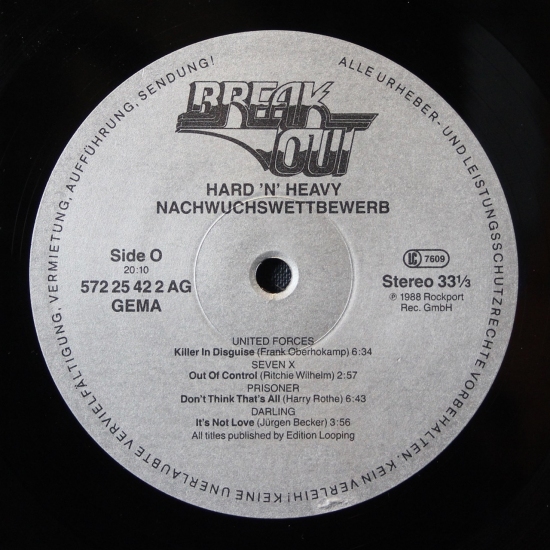 BREAK
OUT
HARD 'N' HEAVY
NACHWUCHSWETTBEWERB
Side O
20:10
572 25 42 2 AG
GEMA
LC 7609
Stereo 33⅓
℗ 1988 Rockport
Rec. GmbH
UNITED FORCES
Killer In Disguise (Frank Oberhokamp) 6:34
SEVEN X
Out Of Control (Ritchie Wilhelm) 2:57
PRISONER
Don't Think That's All (Harry Rothe) 6:43
DARLING
It's Not Love (Jürgen Becker) 3:56
All titles published by Edition Looping
ALLE URHEBER- UND LEISTUNGSSCHUTZRECHTE VORBEHALTEN. KEIN VERLEIH! KEINE UNERLAUBTE VERVIELFÄLTIGUNG, VERMIETUNG, AUFFÜHRUNG, SENDUNG!